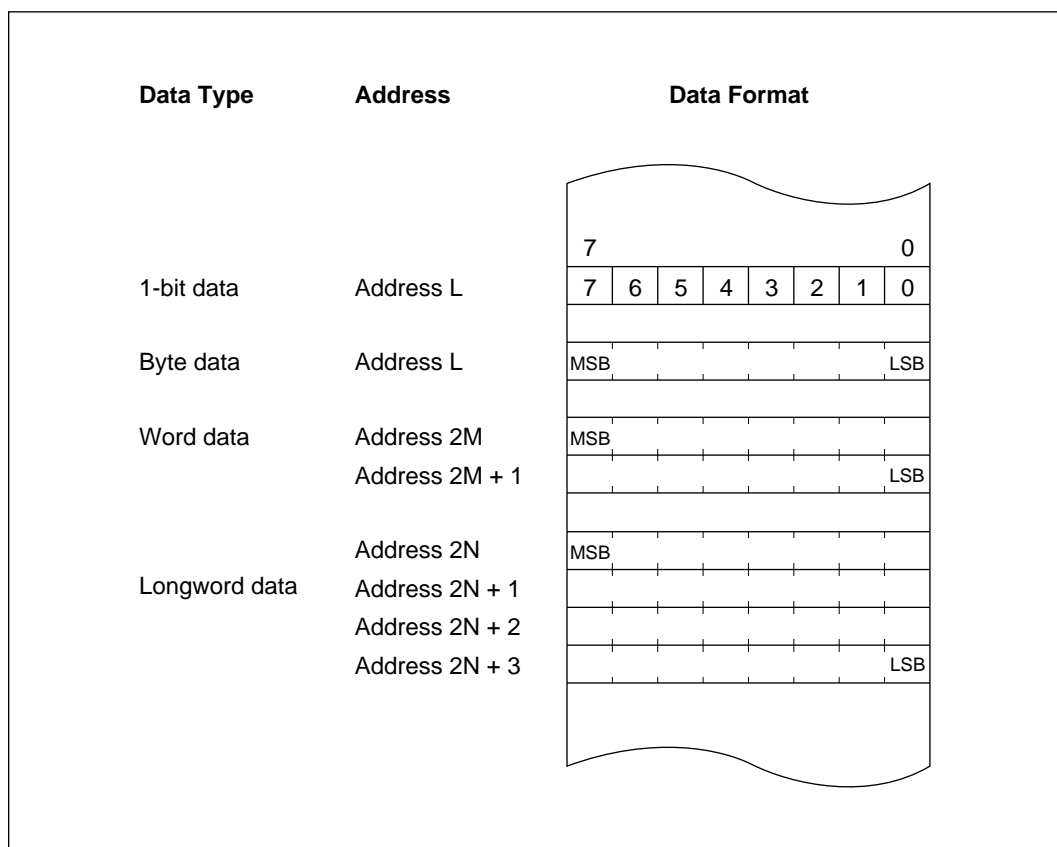 Data Type Address Data Format
7 0
1-bit data Address L 7 6 5 4 3 2 1 0
Byte data Address L MSB LSB
Word data Address 2M MSB
Address 2M + 1 LSB
Address 2N MSB
Longword data Address 2N + 1
Address 2N + 2
Address 2N + 3 LSB